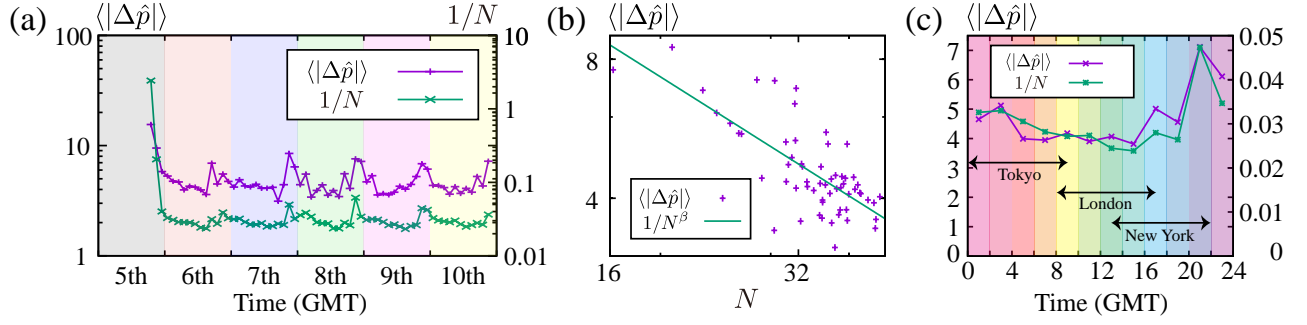 (a)
⟨|Δp̂|⟩
1/N
100
10
1
10
1
0.1
0.01
⟨|Δp̂|⟩
1/N
5th 6th 7th 8th 9th 10th
Time (GMT)
(b)
⟨|Δp̂|⟩
8
4
⟨|Δp̂|⟩
1/N^β
16 32
N
(c)
⟨|Δp̂|⟩
1/N
7
6
5
4
3
2
1
0
0.05
0.04
0.03
0.02
0.01
0
⟨|Δp̂|⟩
1/N
Tokyo
London
New York
0 4 8 12 16 20 24
Time (GMT)